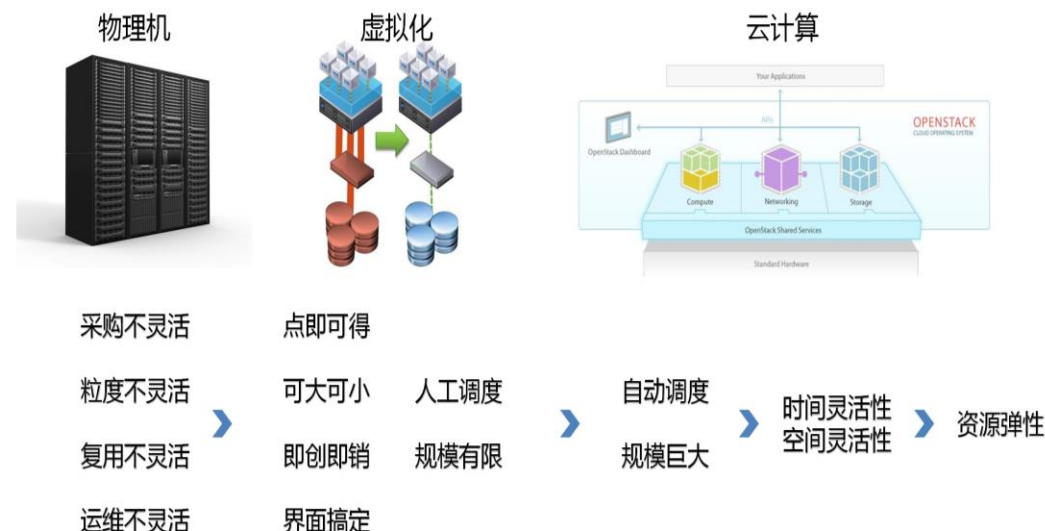 物理机
虚拟化
云计算
Your Applications
APIs
OPENSTACK
CLOUD OPERATING SYSTEM
OpenStack Dashboard
Compute
Networking
Storage
OpenStack Shared Services
Standard Hardware
采购不灵活
点即可得
粒度不灵活
可大可小
人工调度
自动调度
时间灵活性
空间灵活性
资源弹性
复用不灵活
即创即销
规模有限
规模巨大
运维不灵活
界面搞定